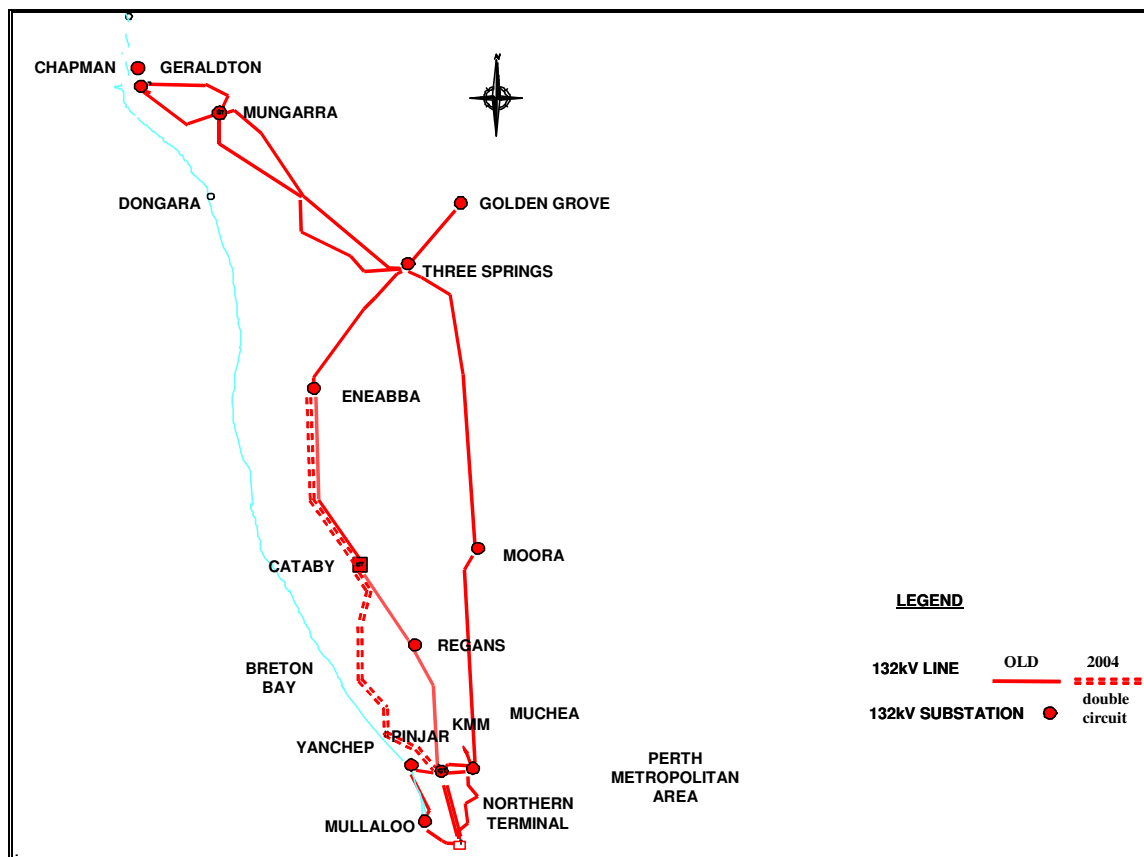 N
CHAPMAN
GERALDTON
MUNGARRA
DONGARA
GOLDEN GROVE
THREE SPRINGS
ENEABBA
CATABY
MOORA
REGANS
BRETON
BAY
MUCHEA
KMM
PINJAR
YANCHEP
PERTH
METROPOLITAN
AREA
NORTHERN
TERMINAL
MULLALOO
LEGEND
132kV LINE
OLD
2004
double
circuit
132kV SUBSTATION